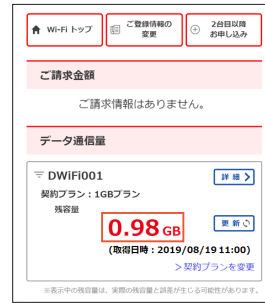 Wi-Fi トップ
ご登録情報の
変更
2台目以降
お申し込み
ご請求金額
ご請求情報はありません。
データ通信量
DWiFi001
詳 細
契約プラン：1GBプラン
残容量
0.98 GB
更 新
(取得日時：2019/08/19 11:00)
＞契約プランを変更
※表示中の残容量は、実際の残容量と誤差が生じる可能性があります。